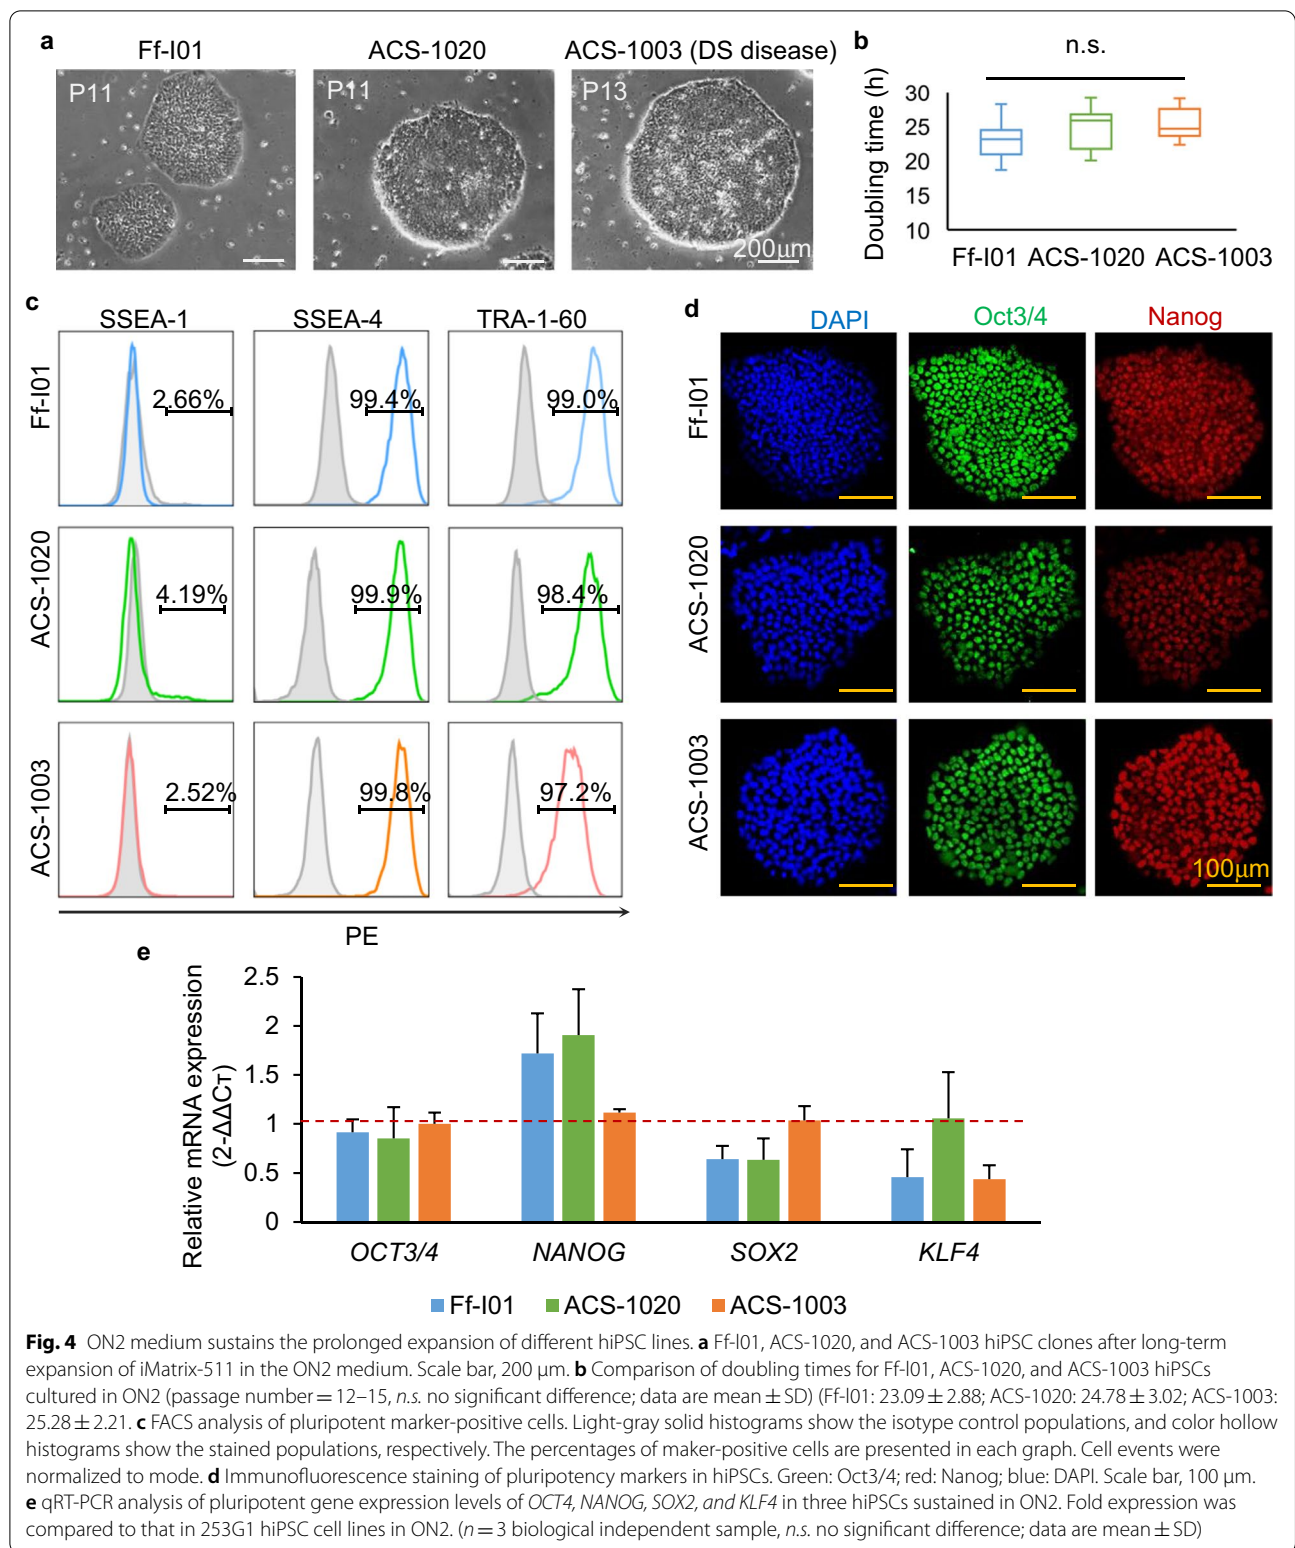 a
Ff-I01 ACS-1020 ACS-1003 (DS disease)
P11 P11 P13
200μm
b
n.s.
Doubling time (h)
30
25
20
15
10
Ff-I01 ACS-1020 ACS-1003
c
SSEA-1 SSEA-4 TRA-1-60
Ff-I01
2.66% 99.4% 99.0%
ACS-1020
4.19% 99.9% 98.4%
ACS-1003
2.52% 99.8% 97.2%
PE
d
DAPI Oct3/4 Nanog
Ff-I01
ACS-1020
ACS-1003
100μm
e
Relative mRNA expression
(2-ΔΔCT)
2.5
2
1.5
1
0.5
0
OCT3/4 NANOG SOX2 KLF4
Ff-I01 ACS-1020 ACS-1003
Fig. 4 ON2 medium sustains the prolonged expansion of different hiPSC lines. a Ff-I01, ACS-1020, and ACS-1003 hiPSC clones after long-term
expansion of iMatrix-511 in the ON2 medium. Scale bar, 200 μm. b Comparison of doubling times for Ff-I01, ACS-1020, and ACS-1003 hiPSCs
cultured in ON2 (passage number = 12–15, n.s. no significant difference; data are mean ± SD) (Ff-I01: 23.09 ± 2.88; ACS-1020: 24.78 ± 3.02; ACS-1003:
25.28 ± 2.21. c FACS analysis of pluripotent marker-positive cells. Light-gray solid histograms show the isotype control populations, and color hollow
histograms show the stained populations, respectively. The percentages of maker-positive cells are presented in each graph. Cell events were
normalized to mode. d Immunofluorescence staining of pluripotency markers in hiPSCs. Green: Oct3/4; red: Nanog; blue: DAPI. Scale bar, 100 μm.
e qRT-PCR analysis of pluripotent gene expression levels of OCT4, NANOG, SOX2, and KLF4 in three hiPSCs sustained in ON2. Fold expression was
compared to that in 253G1 hiPSC cell lines in ON2. (n = 3 biological independent sample, n.s. no significant difference; data are mean ± SD)